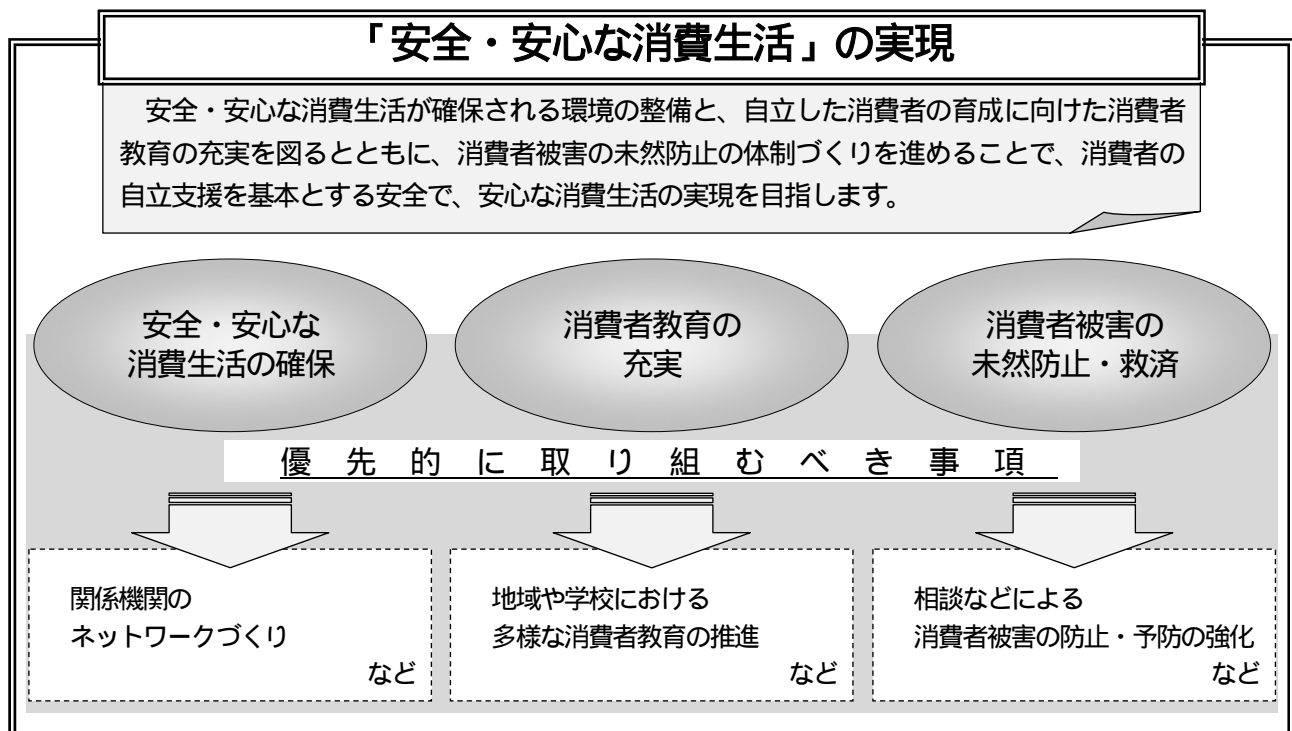 「安全・安心な消費生活」の実現
安全・安心な消費生活が確保される環境の整備と、自立した消費者の育成に向けた消費者
教育の充実を図るとともに、消費者被害の未然防止の体制づくりを進めることで、消費者の
自立支援を基本とする安全で、安心な消費生活の実現を目指します。
安全・安心な
消費生活の確保
消費者教育の
充実
消費者被害の
未然防止・救済
優先的に取り組むべき事項
関係機関の
ネットワークづくり
など
地域や学校における
多様な消費者教育の推進
など
相談などによる
消費者被害の防止・予防の強化
など